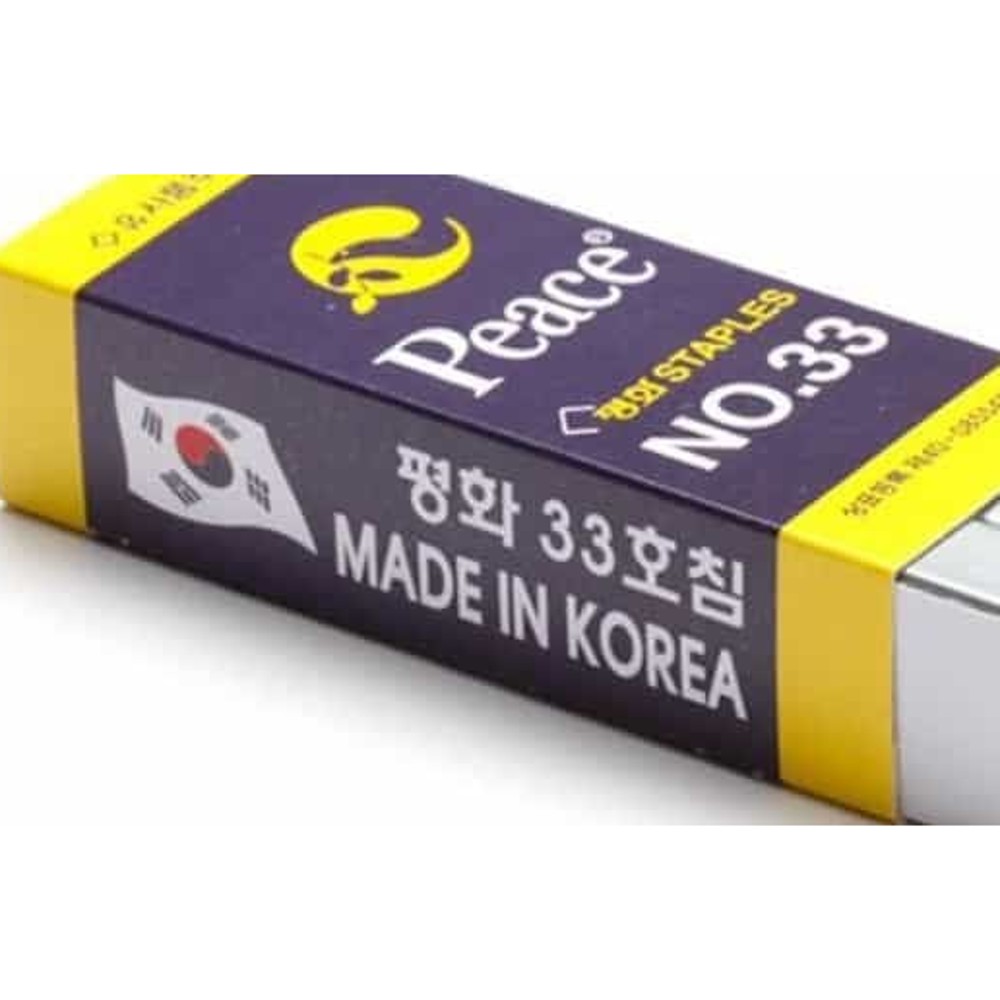 Peace®
평화 STAPLES
NO.33
평화 33호침
MADE IN KOREA